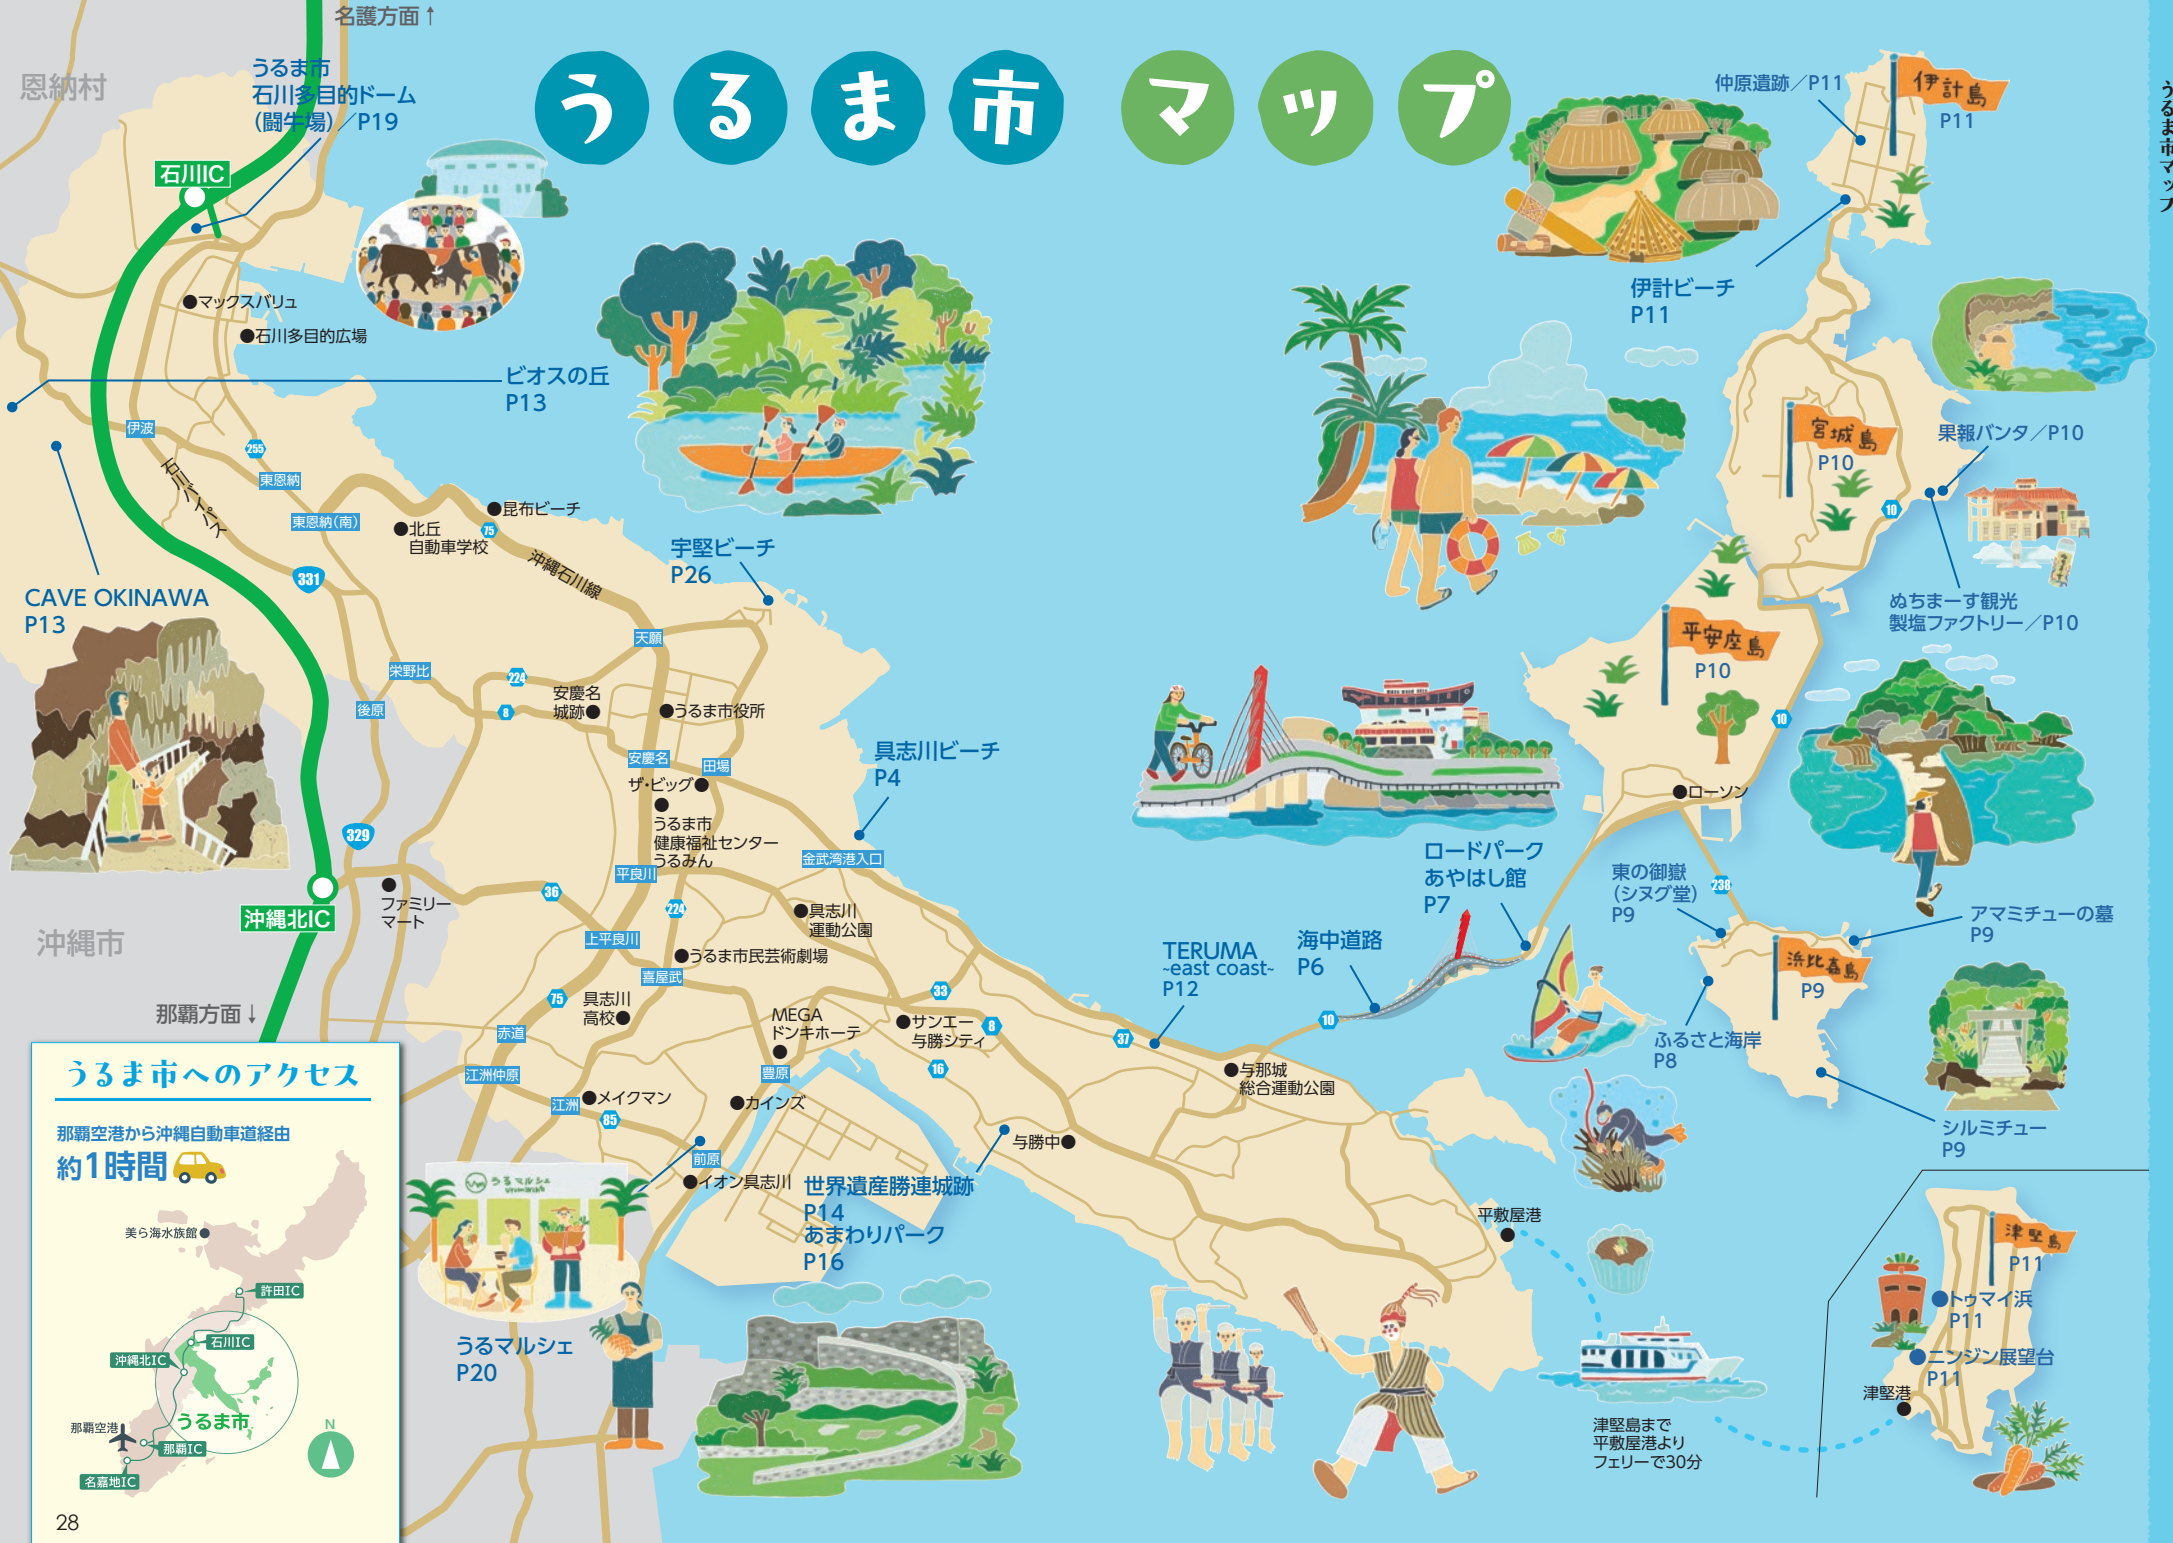 名護方面↑
うるま市 マップ
恩納村
うるま市
石川多目的ドーム
(闘牛場)/P19
石川IC
マックスバリュ
石川多目的広場
ビオスの丘
P13
伊波
255
東恩納
石川バイパス
東恩納(南)
北丘
自動車学校
昆布ビーチ
75
沖縄石川線
宇堅ビーチ
P26
331
CAVE OKINAWA
P13
天願
栄野比
224
8
後原
安慶名
城跡
うるま市役所
安慶名
田場
ザ・ビッグ
うるま市
健康福祉センター
うるみん
具志川ビーチ
P4
金武湾港入口
329
平良川
36
224
ファミリー
マート
沖縄北IC
沖縄市
具志川
運動公園
上平良川
うるま市民芸術劇場
喜屋武
那覇方面↓
75
具志川
高校
33
MEGA
ドンキホーテ
サンエー
与勝シティ
8
赤道
江洲仲原
豊原
16
37
メイクマン
江洲
85
カインズ
前原
イオン具志川
与勝中
世界遺産勝連城跡
P14
あまわりパーク
P16
うるマルシェ
うるマルシェ
P20
TERUMA
~east coast~
P12
海中道路
P6
10
与那城
総合運動公園
ロードパーク
あやはし館
P7
仲原遺跡/P11
伊計島
P11
伊計ビーチ
P11
宮城島
P10
果報バンタ/P10
10
ぬちまーす観光
製塩ファクトリー/P10
平安座島
P10
10
ローソン
東の御嶽
(シヌグ堂)
P9
238
アマミチューの墓
P9
浜比嘉島
P9
ふるさと海岸
P8
シルミチュー
P9
平敷屋港
津堅島まで
平敷屋港より
フェリーで30分
津堅島
P11
トゥマイ浜
P11
ニンジン展望台
P11
津堅港
うるま市へのアクセス
那覇空港から沖縄自動車道経由
約1時間
美ら海水族館
許田IC
石川IC
沖縄北IC
うるま市
那覇空港
那覇IC
名嘉地IC
N
28
うるま市マップ